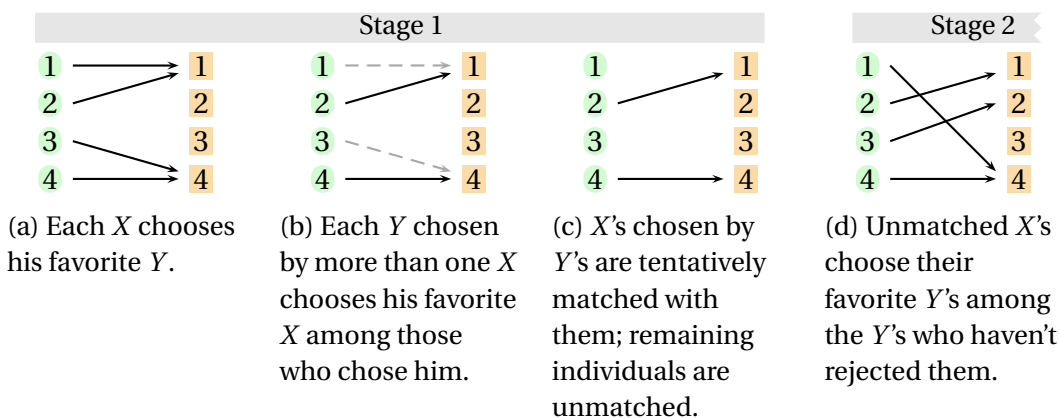 Stage 1
Stage 2
1 1
2 2
3 3
4 4
1 1
2 2
3 3
4 4
1 1
2 2
3 3
4 4
1 1
2 2
3 3
4 4
(a) Each X chooses
his favorite Y.
(b) Each Y chosen
by more than one X
chooses his favorite
X among those
who chose him.
(c) X's chosen by
Y's are tentatively
matched with
them; remaining
individuals are
unmatched.
(d) Unmatched X's
choose their
favorite Y's among
the Y's who haven't
rejected them.